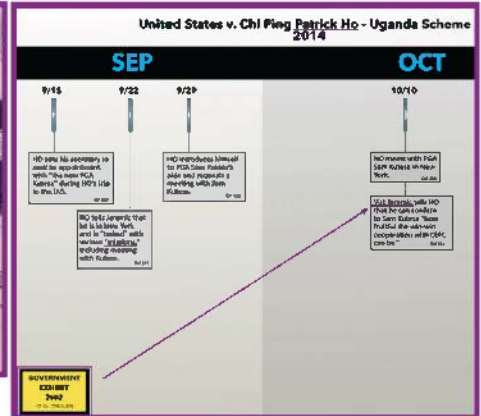 United States v. Chi Ping Patrick Ho - Uganda Scheme
2014
SEP
OCT
9/15
9/22
9/29
10/10
HO asks his secretary to
seek an appointment
with "the new PGA
Kutesa" during HO's trip
to the U.S.
HO introduces himself
to PGA Sam Kutesa's
aide and requests a
meeting with Sam
Kutesa.
HO meets with PGA
Sam Kutesa in New
York.
HO tells Jeremic that
he is in New York
and is "tasked" with
various "missions,"
including meeting
with Kutesa.
Vuk Jeremic tells HO
that he can confirm
to Sam Kutesa "how
fruitful the win-win
cooperation with CEFC
can be"
GOVERNMENT
EXHIBIT